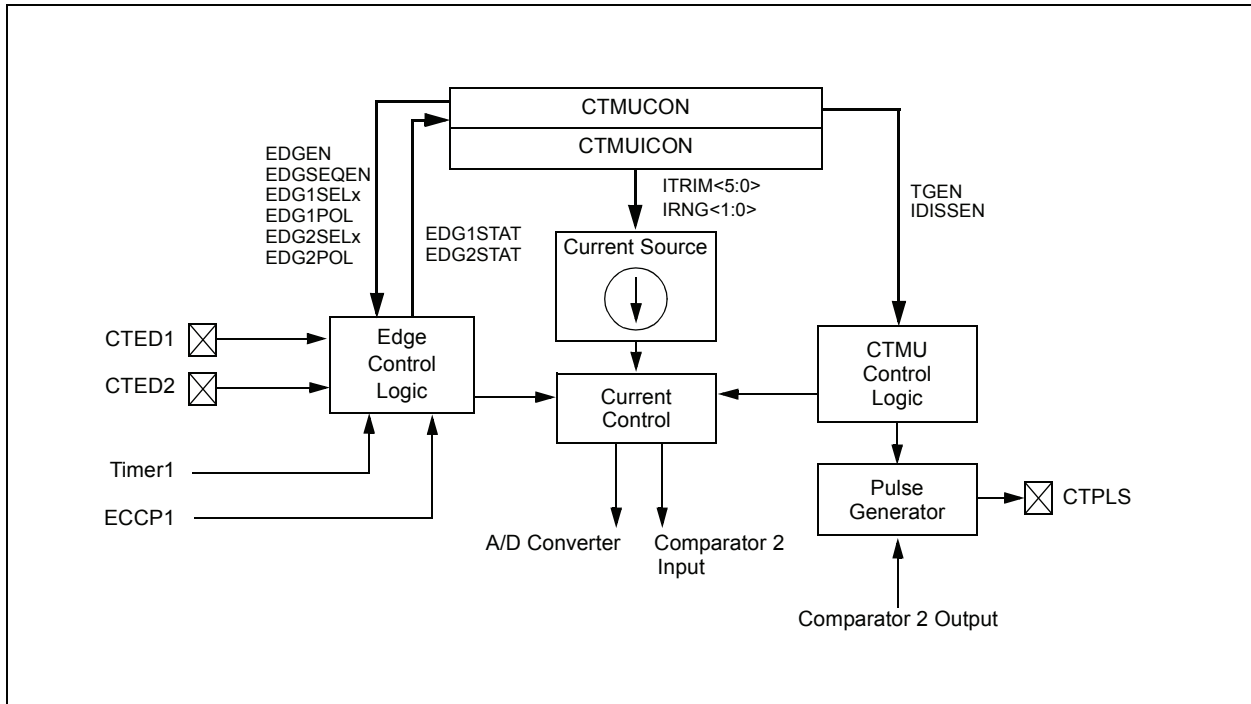 CTMUCON
CTMUICON
EDGEN
EDGSEQEN
EDG1SELx
EDG1POL
EDG2SELx
EDG2POL
EDG1STAT
EDG2STAT
ITRIM<5:0>
IRNG<1:0>
TGEN
IDISSEN
Current Source
CTED1
CTED2
Edge
Control
Logic
Current
Control
CTMU
Control
Logic
Timer1
ECCP1
Pulse
Generator
CTPLS
A/D Converter
Comparator 2
Input
Comparator 2 Output